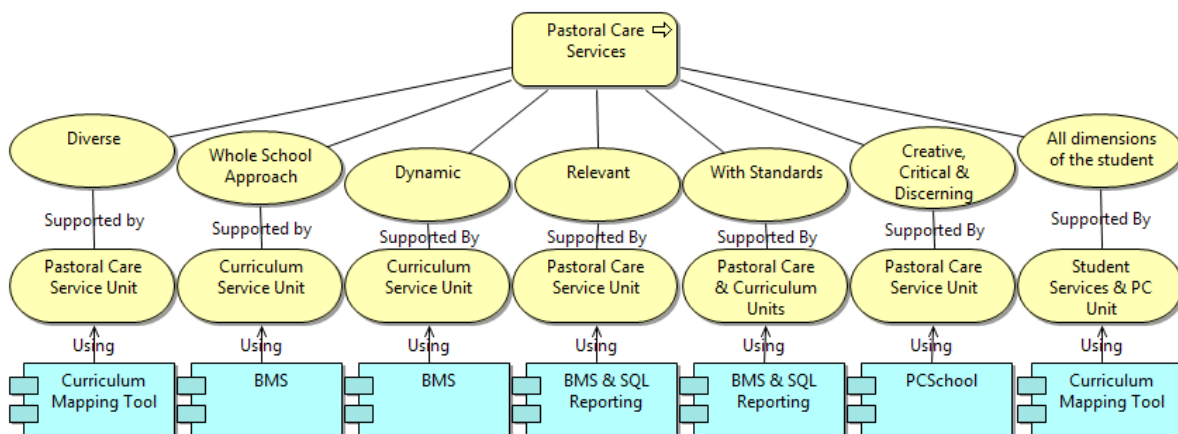 Pastoral Care
Services
Diverse
Whole School
Approach
Dynamic
Relevant
With Standards
Creative,
Critical &
Discerning
All dimensions
of the student
Supported by
Supported by
Supported By
Supported By
Supported By
Supported By
Supported By
Pastoral Care
Service Unit
Curriculum
Service Unit
Curriculum
Service Unit
Pastoral Care
Service Unit
Pastoral Care
& Curriculum
Units
Pastoral Care
Service Unit
Student
Services & PC
Unit
Using
Using
Using
Using
Using
Using
Using
Curriculum
Mapping Tool
BMS
BMS
BMS & SQL
Reporting
BMS & SQL
Reporting
PCSchool
Curriculum
Mapping Tool